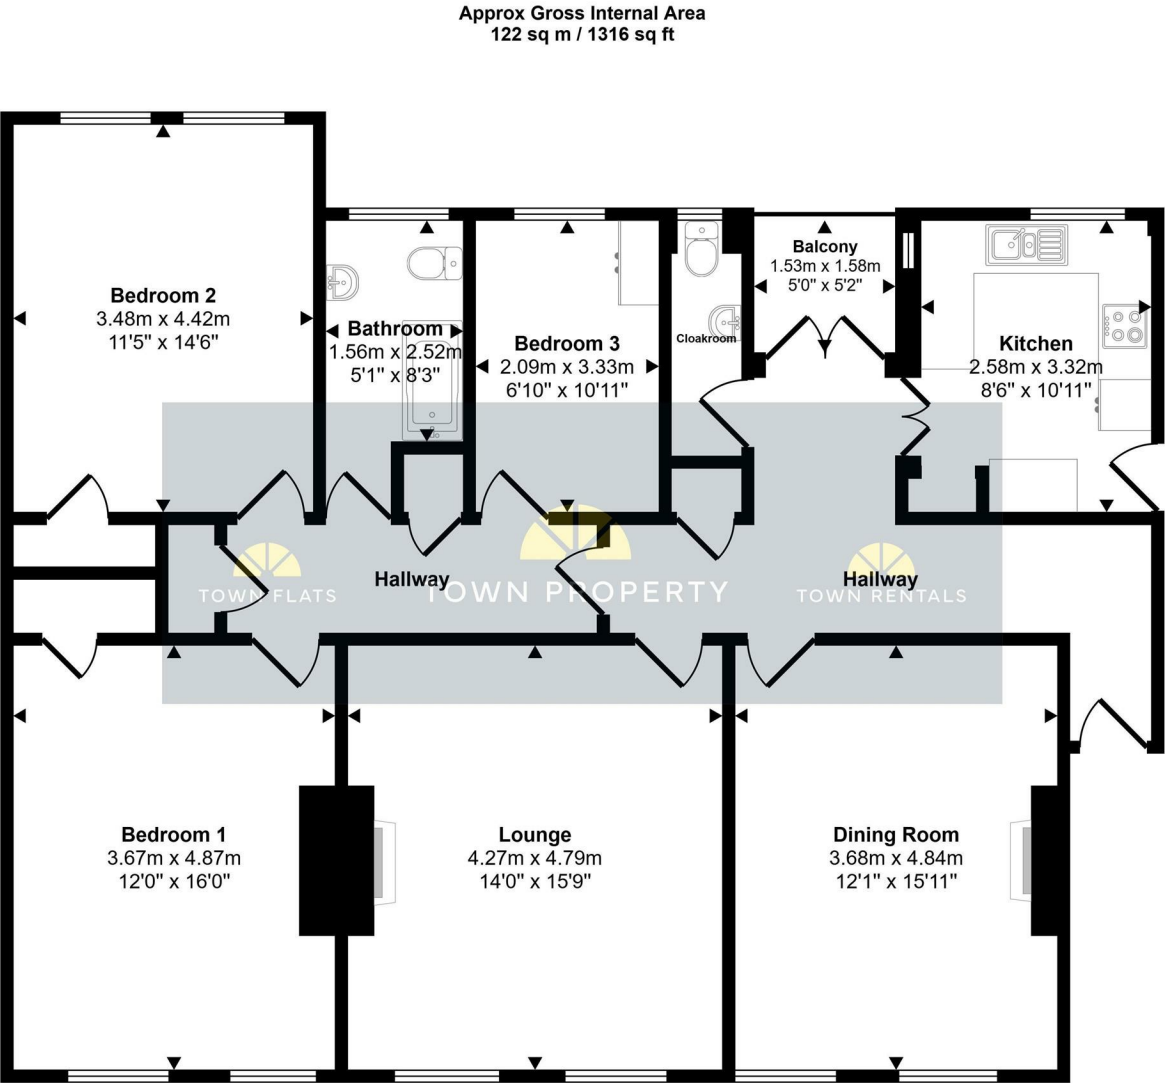 Approx Gross Internal Area
122 sq m / 1316 sq ft
Bedroom 2
3.48m x 4.42m
11'5" x 14'6"
Bathroom
1.56m x 2.52m
5'1" x 8'3"
Bedroom 3
2.09m x 3.33m
6'10" x 10'11"
Cloakroom
Balcony
1.53m x 1.58m
5'0" x 5'2"
Kitchen
2.58m x 3.32m
8'6" x 10'11"
Hallway
Hallway
TOWN FLATS
TOWN PROPERTY
TOWN RENTALS
Bedroom 1
3.67m x 4.87m
12'0" x 16'0"
Lounge
4.27m x 4.79m
14'0" x 15'9"
Dining Room
3.68m x 4.84m
12'1" x 15'11"